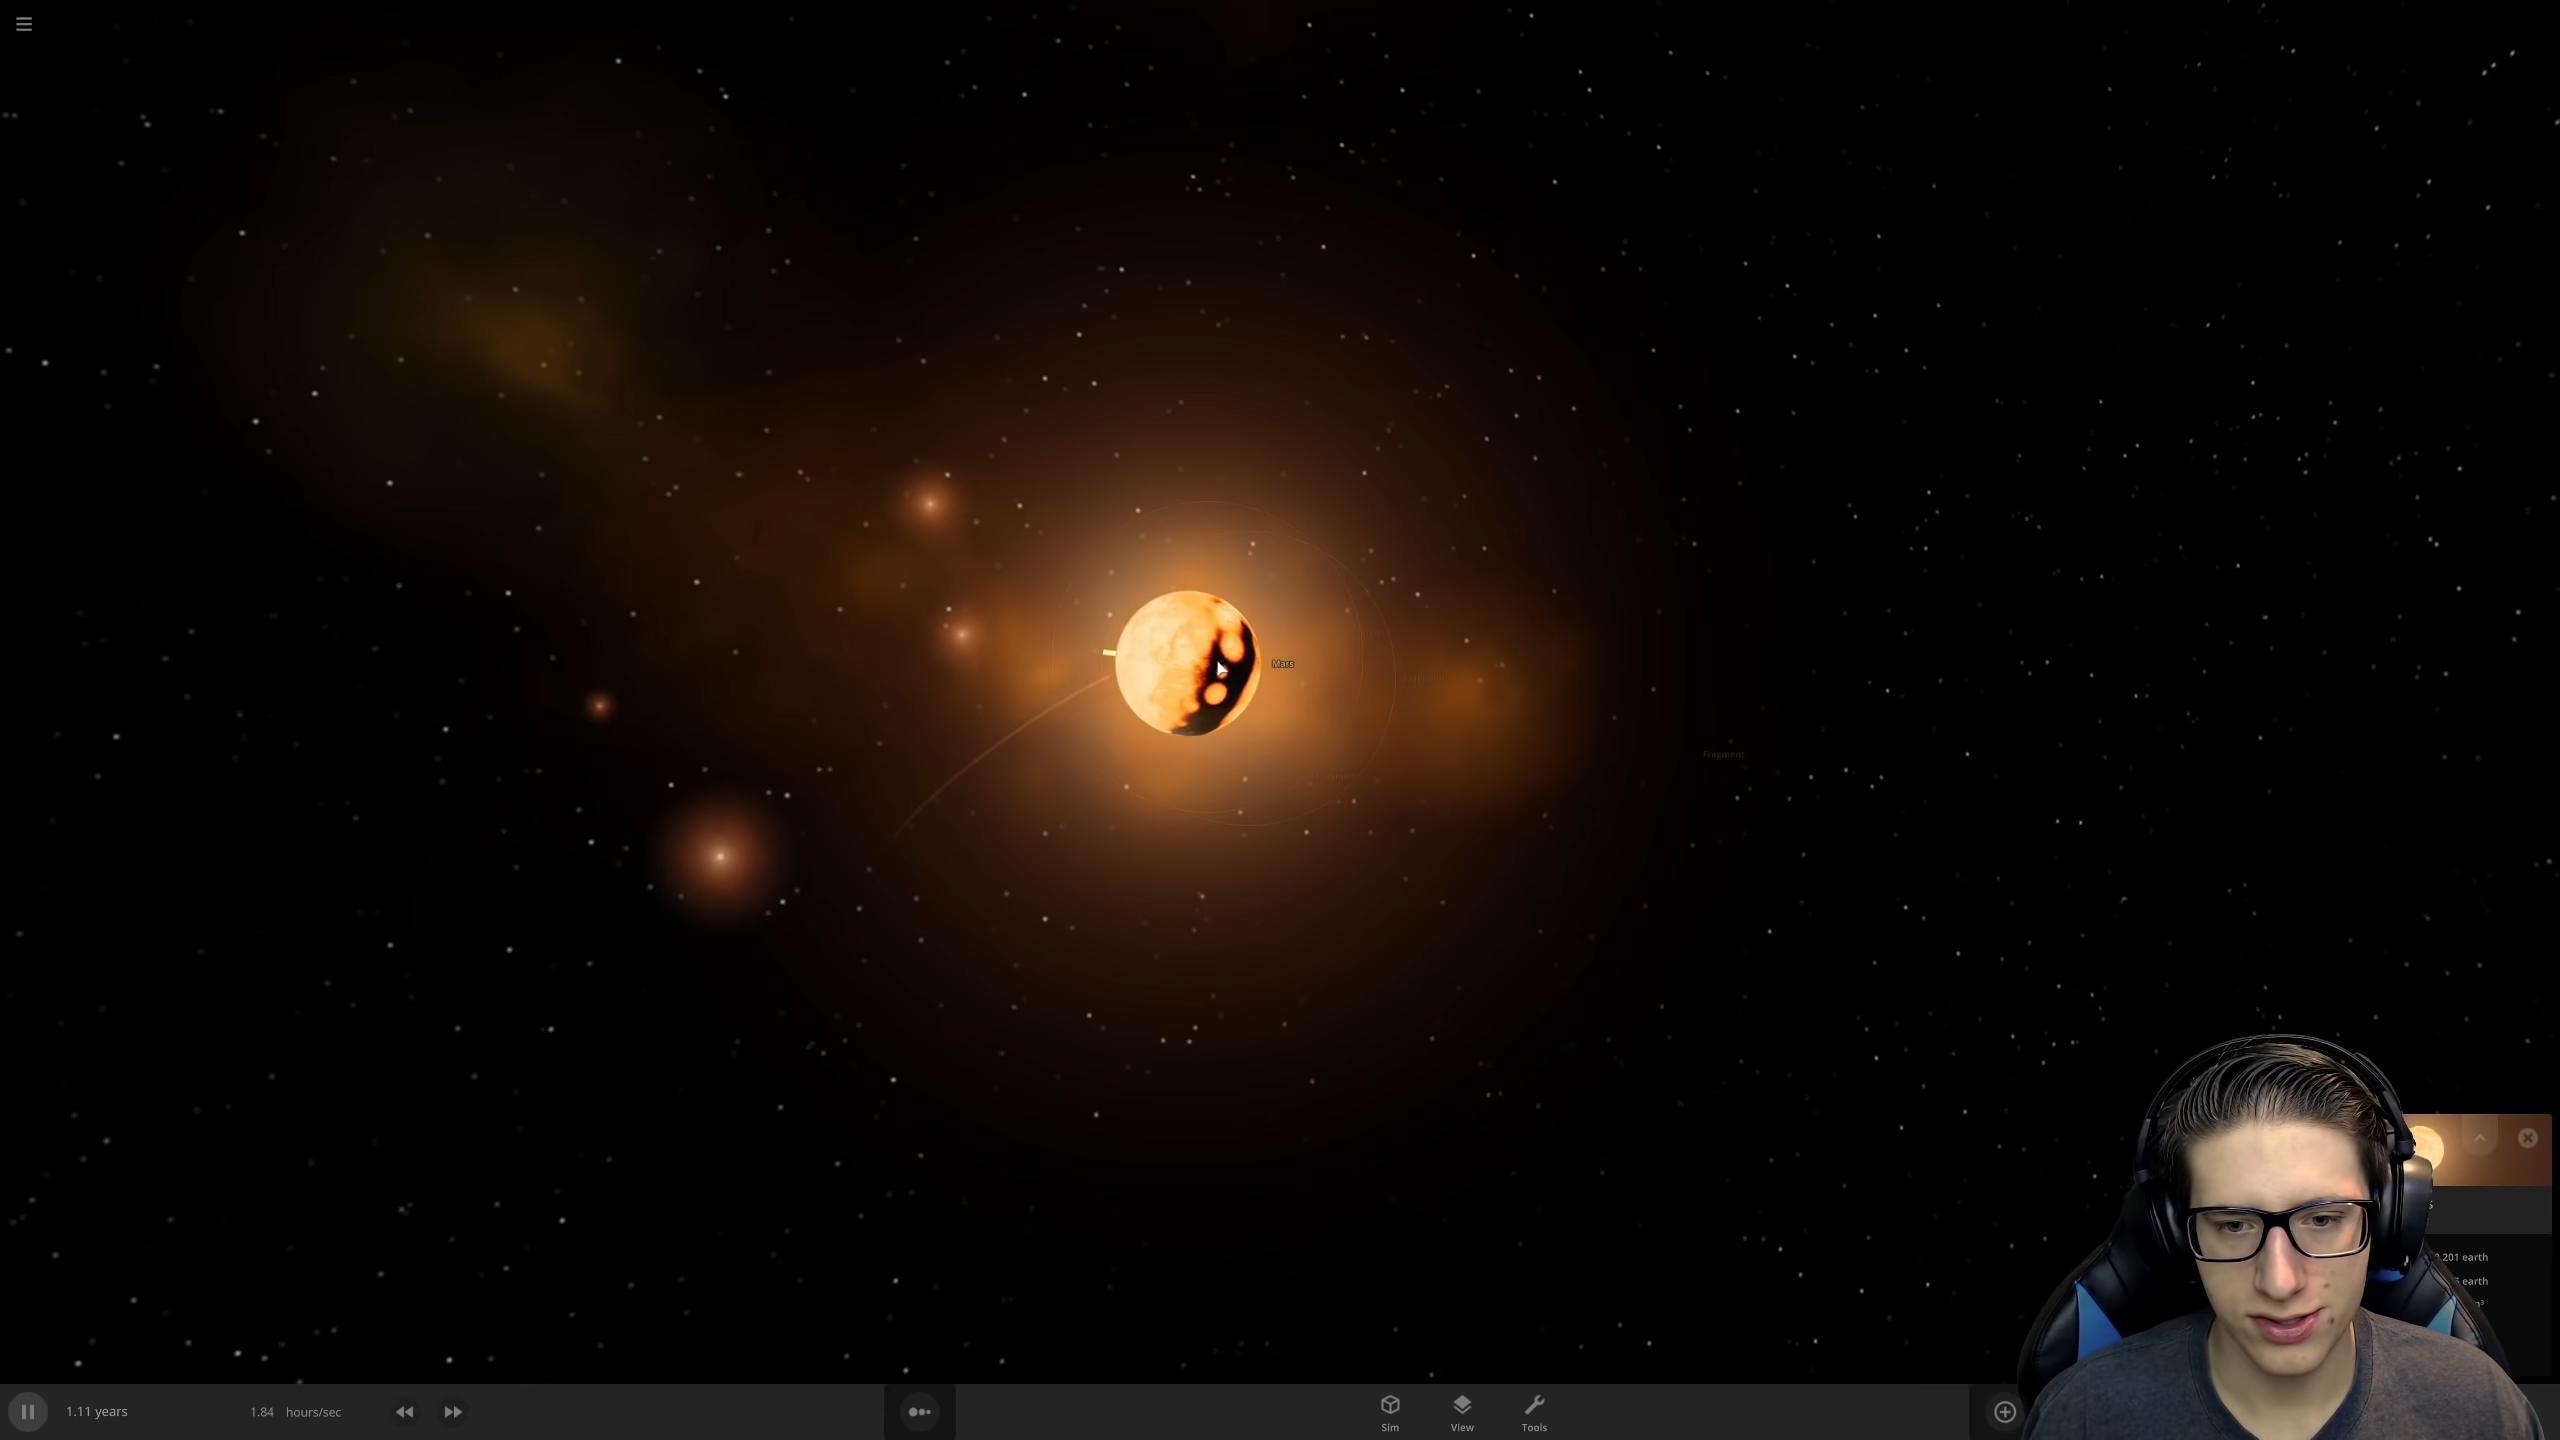 Mars
Fragment
201 earth
earth
1.11 years
1.84 hours/sec
Sim
View
Tools